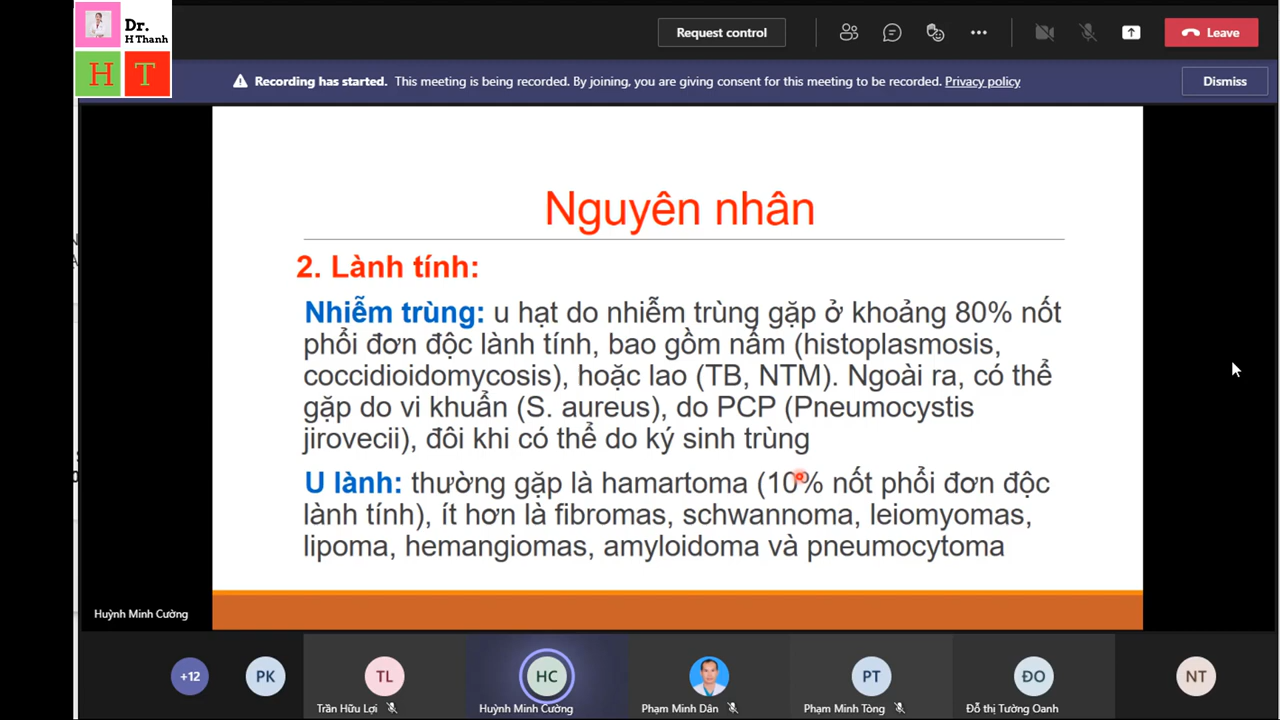 Dr.
H Thanh
H T
Request control
Leave
Recording has started. This meeting is being recorded. By joining, you are giving consent for this meeting to be recorded. Privacy policy
Dismiss
Nguyên nhân
2. Lành tính:
Nhiễm trùng: u hạt do nhiễm trùng gặp ở khoảng 80% nốt
phổi đơn độc lành tính, bao gồm nấm (histoplasmosis,
coccidioidomycosis), hoặc lao (TB, NTM). Ngoài ra, có thể
gặp do vi khuẩn (S. aureus), do PCP (Pneumocystis
jirovecii), đôi khi có thể do ký sinh trùng
U lành: thường gặp là hamartoma (10% nốt phổi đơn độc
lành tính), ít hơn là fibromas, schwannoma, leiomyomas,
lipoma, hemangiomas, amyloidoma và pneumocytoma
Huỳnh Minh Cường
+12 PK TL HC PT ĐO NT
Trần Hữu Lợi Huỳnh Minh Cường Phạm Minh Dân Phạm Minh Tòng Đỗ thị Tường Oanh